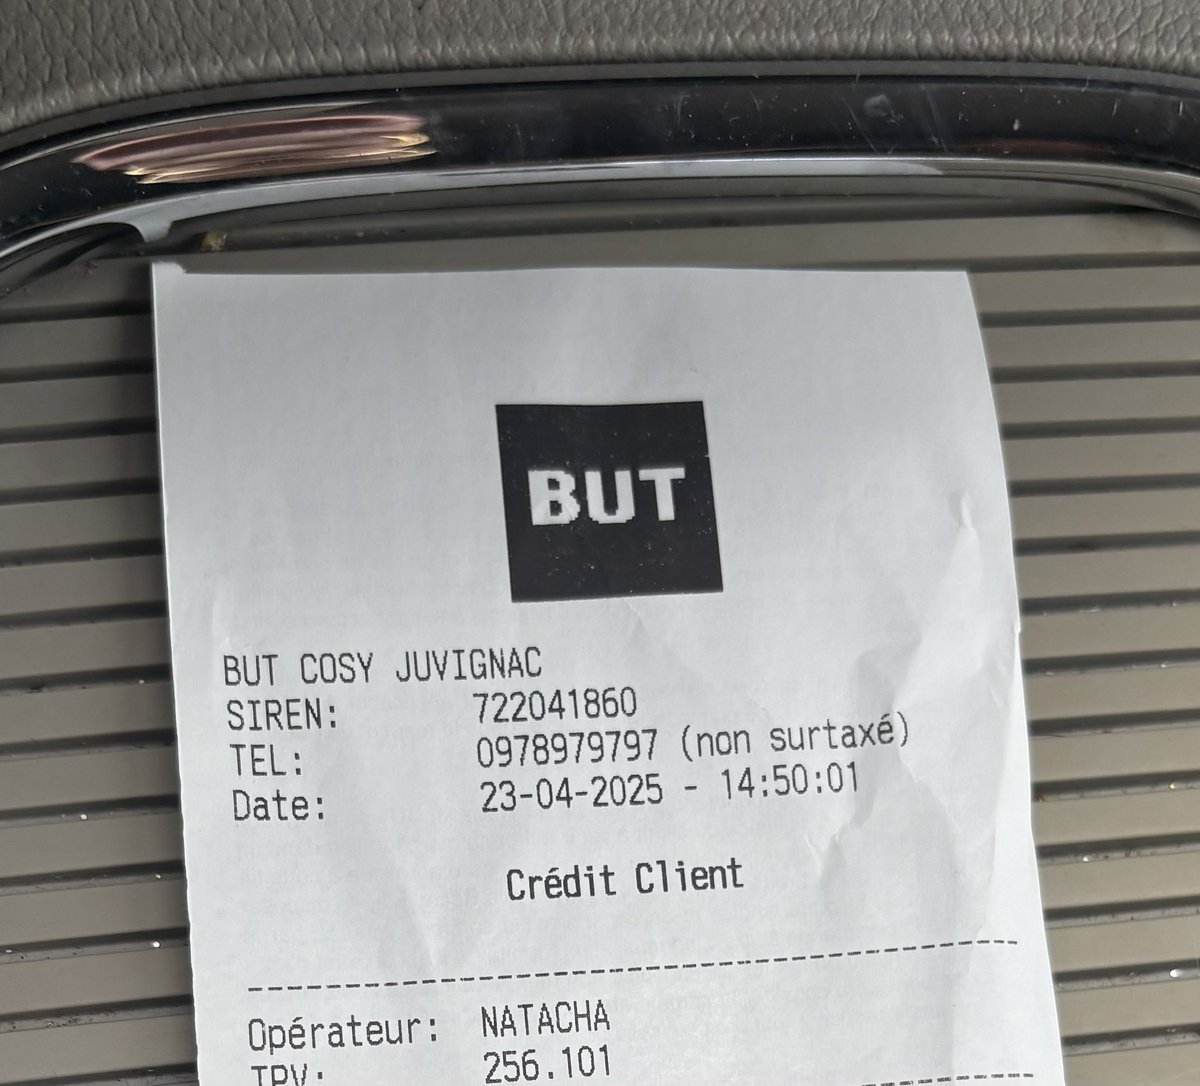 BUT
BUT COSY JUVIGNAC
SIREN: 722041860
TEL: 0978979797 (non surtaxé)
Date: 23-04-2025 - 14:50:01
Crédit Client
Opérateur: NATACHA
TPV: 256.101